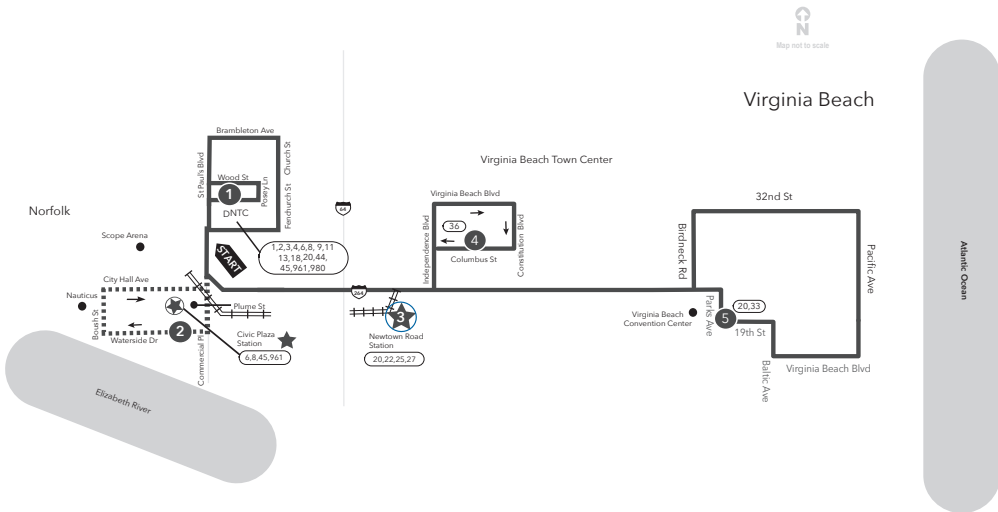 N
Map not to scale
Virginia Beach
Brambleton Ave
St Paul's Blvd
Church St
Wood St
Posey Ln
Fenchurch St
1
DNTC
Virginia Beach Town Center
Virginia Beach Blvd
36
4
Independence Blvd
Constitution Blvd
Columbus St
64
32nd St
Birdneck Rd
Pacific Ave
Atlantic Ocean
Norfolk
Scope Arena
START
1,2,3,4,6,8, 9,11
13,18,20,44,
45,961,980
City Hall Ave
Nauticus
Boush St
Plume St
2
Waterside Dr
Commercial Pl
Civic Plaza
Station
6,8,45,961
264
3
Newtown Road
Station
20,22,25,27
Virginia Beach
Convention Center
Parks Ave
20,33
5
19th St
Baltic Ave
Virginia Beach Blvd
Elizabeth River